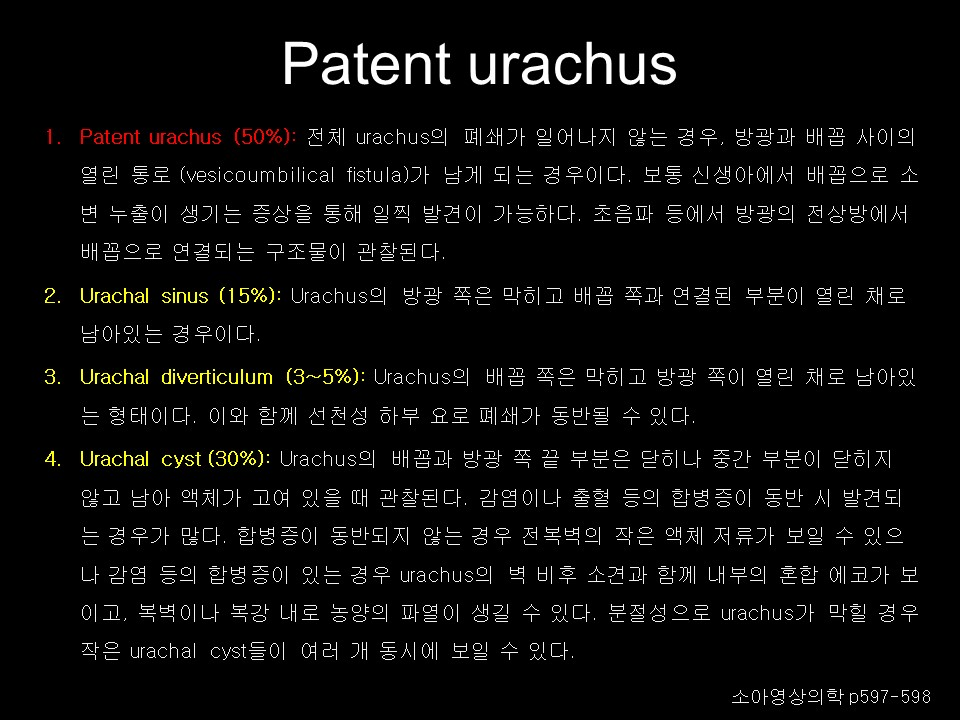 Patent urachus
1. Patent urachus (50%): 전체 urachus의 폐쇄가 일어나지 않는 경우, 방광과 배꼽 사이의
열린 통로 (vesicoumbilical fistula)가 남게 되는 경우이다. 보통 신생아에서 배꼽으로 소
변 누출이 생기는 증상을 통해 일찍 발견이 가능하다. 초음파 등에서 방광의 전상방에서
배꼽으로 연결되는 구조물이 관찰된다.
2. Urachal sinus (15%): Urachus의 방광 쪽은 막히고 배꼽 쪽과 연결된 부분이 열린 채로
남아있는 경우이다.
3. Urachal diverticulum (3~5%): Urachus의 배꼽 쪽은 막히고 방광 쪽이 열린 채로 남아있
는 형태이다. 이와 함께 선천성 하부 요로 폐쇄가 동반될 수 있다.
4. Urachal cyst (30%): Urachus의 배꼽과 방광 쪽 끝 부분은 닫히나 중간 부분이 닫히지
않고 남아 액체가 고여 있을 때 관찰된다. 감염이나 출혈 등의 합병증이 동반 시 발견되
는 경우가 많다. 합병증이 동반되지 않는 경우 전복벽의 작은 액체 저류가 보일 수 있으
나 감염 등의 합병증이 있는 경우 urachus의 벽 비후 소견과 함께 내부의 혼합 에코가 보
이고, 복벽이나 복강 내로 농양의 파열이 생길 수 있다. 분절성으로 urachus가 막힐 경우
작은 urachal cyst들이 여러 개 동시에 보일 수 있다.
소아영상의학 p597-598